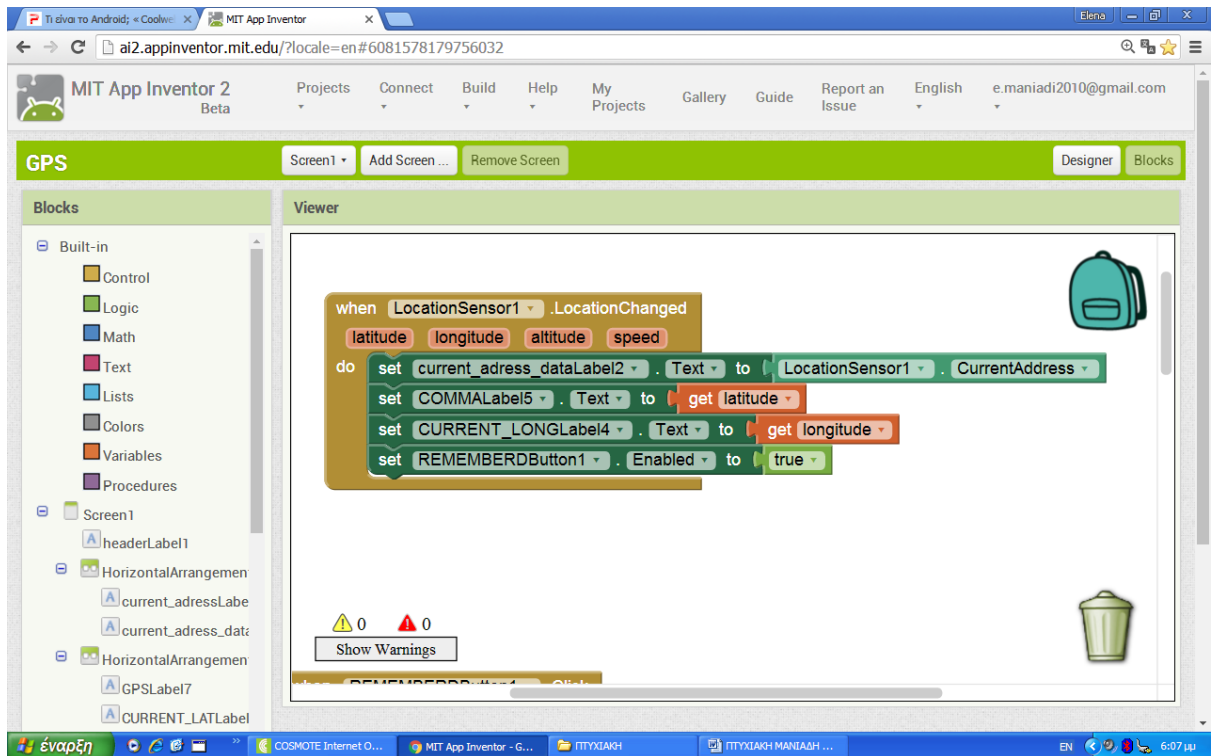 Τι είναι το Android; «Coolwe
MIT App Inventor
Elena
ai2.appinventor.mit.edu/?locale=en#6081578179756032
MIT App Inventor 2
Beta
Projects
Connect
Build
Help
My Projects
Gallery
Guide
Report an Issue
English
e.maniadi2010@gmail.com
GPS
Screen1
Add Screen ...
Remove Screen
Designer
Blocks
Blocks
Viewer
Built-in
Control
Logic
Math
Text
Lists
Colors
Variables
Procedures
Screen1
headerLabel1
HorizontalArrangemen
current_adressLabe
current_adress_data
HorizontalArrangemen
GPSLabel7
CURRENT_LATLabel
when LocationSensor1 .LocationChanged
latitude longitude altitude speed
do set current_adress_dataLabel2 . Text to LocationSensor1 . CurrentAddress
set COMMALabel5 . Text to get latitude
set CURRENT_LONGLabel4 . Text to get longitude
set REMEMBERDButton1 . Enabled to true
0 0
Show Warnings
when REMEMBERDButton1 .Click
έναρξη
COSMOTE Internet O...
MIT App Inventor - G...
ΠΤΥΧΙΑΚΗ
ΠΤΥΧΙΑΚΗ ΜΑΝΙΑΔΗ ...
EN
6:07 μμ